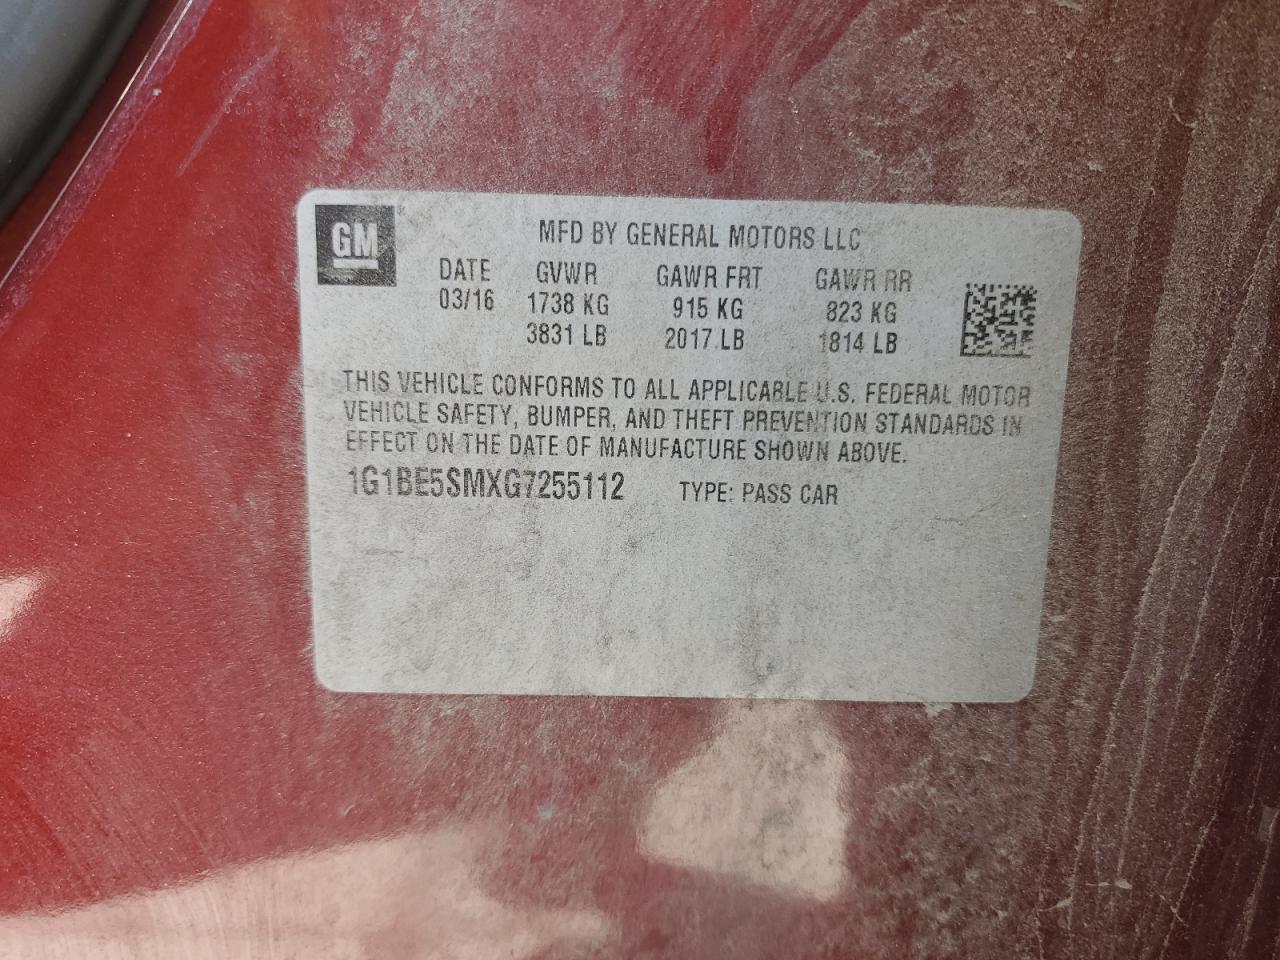 GM
MFD BY GENERAL MOTORS LLC
DATE GVWR GAWR FRT GAWR RR
03/16 1738 KG 915 KG 823 KG
3831 LB 2017 LB 1814 LB
THIS VEHICLE CONFORMS TO ALL APPLICABLE U.S. FEDERAL MOTOR
VEHICLE SAFETY, BUMPER, AND THEFT PREVENTION STANDARDS IN
EFFECT ON THE DATE OF MANUFACTURE SHOWN ABOVE.
1G1BE5SMXG7255112 TYPE: PASS CAR